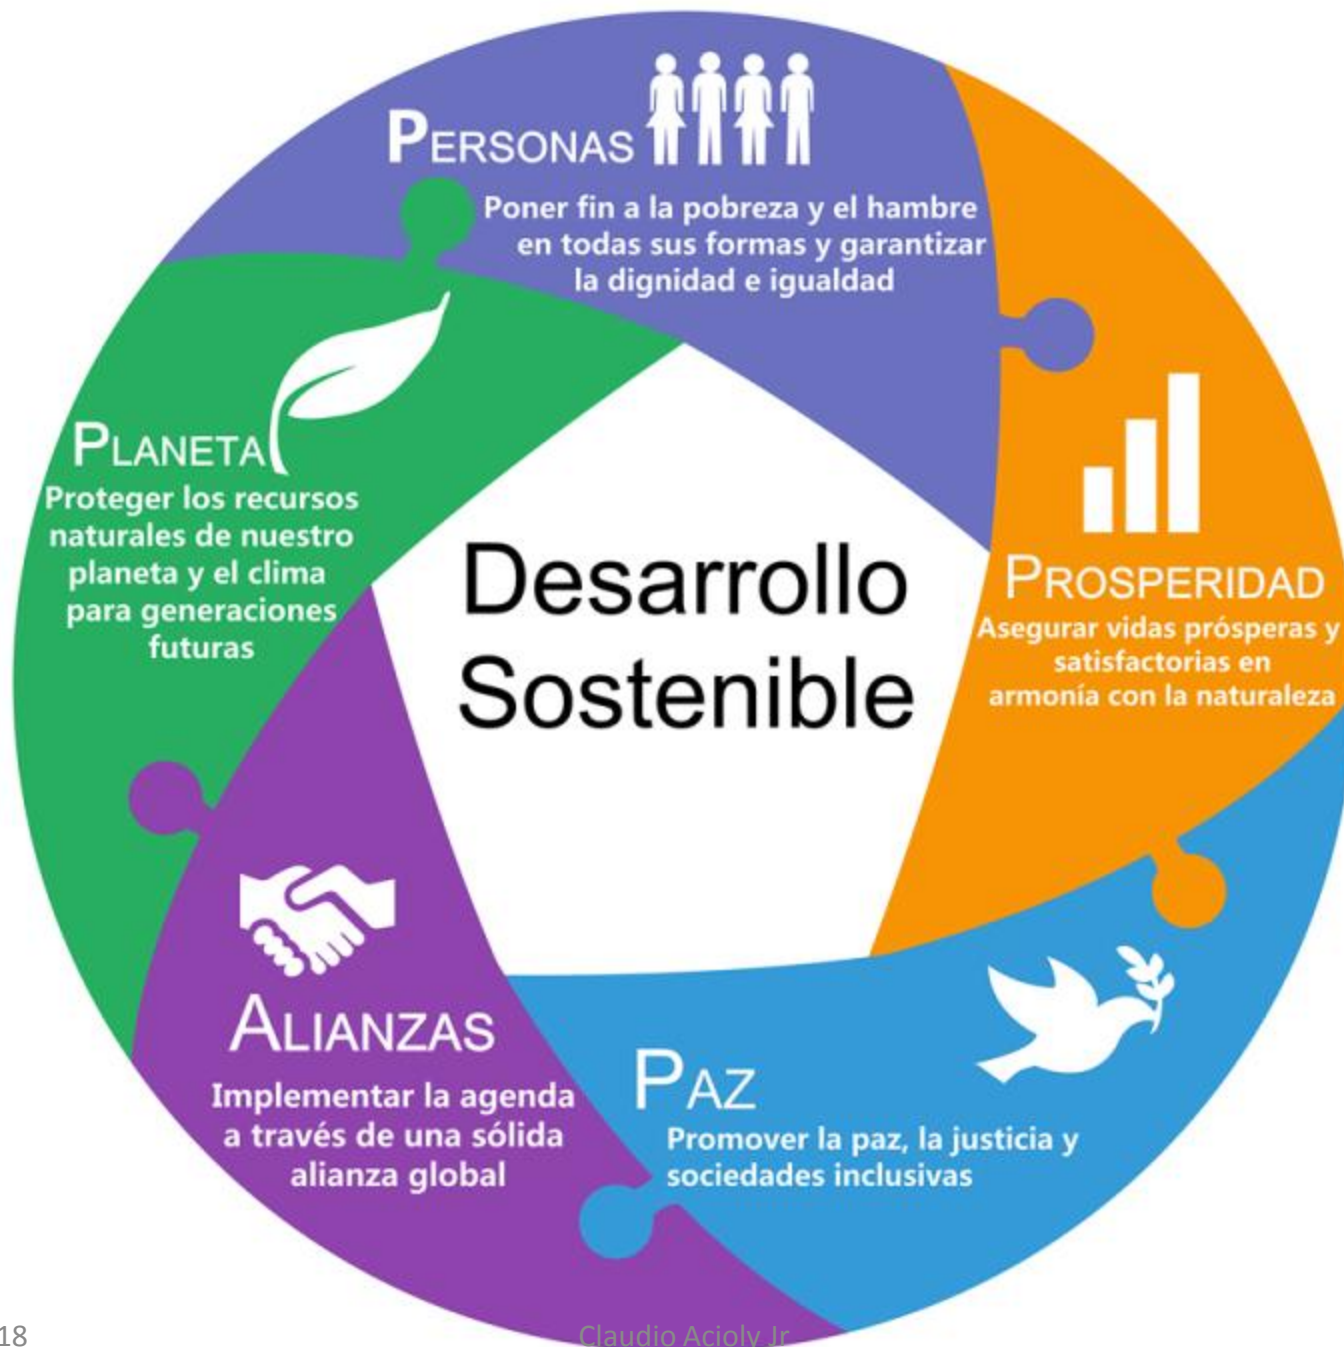 PERSONAS
Poner fin a la pobreza y el hambre
en todas sus formas y garantizar
la dignidad e igualdad
PLANETA
Proteger los recursos
naturales de nuestro
planeta y el clima
para generaciones
futuras
Desarrollo
Sostenible
PROSPERIDAD
Asegurar vidas prósperas y
satisfactorias en
armonía con la naturaleza
ALIANZAS
Implementar la agenda
a través de una sólida
alianza global
PAZ
Promover la paz, la justicia y
sociedades inclusivas
18
Claudio Acioly Jr